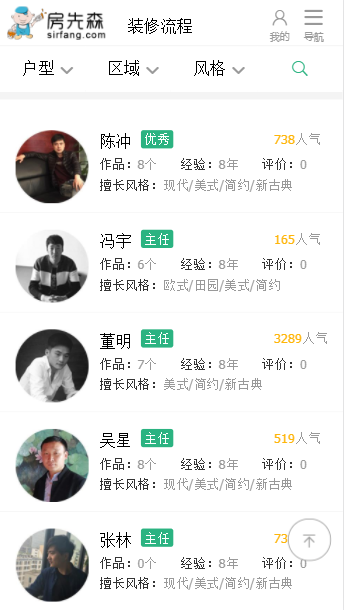 房先森 装修流程
sirfang.com 我的 导航
户型 区域 风格
陈冲 优秀 738人气
作品：8个 经验：8年 评价：0
擅长风格：现代/美式/简约/新古典
冯宇 主任 165人气
作品：6个 经验：8年 评价：0
擅长风格：欧式/田园/美式/简约
董明 主任 3289人气
作品：7个 经验：8年 评价：0
擅长风格：美式/简约/新古典
吴星 主任 519人气
作品：8个 经验：8年 评价：0
擅长风格：现代/美式/简约/新古典
张林 主任
作品：0个 经验：8年 评价：0
擅长风格：现代/美式/简约/新古典